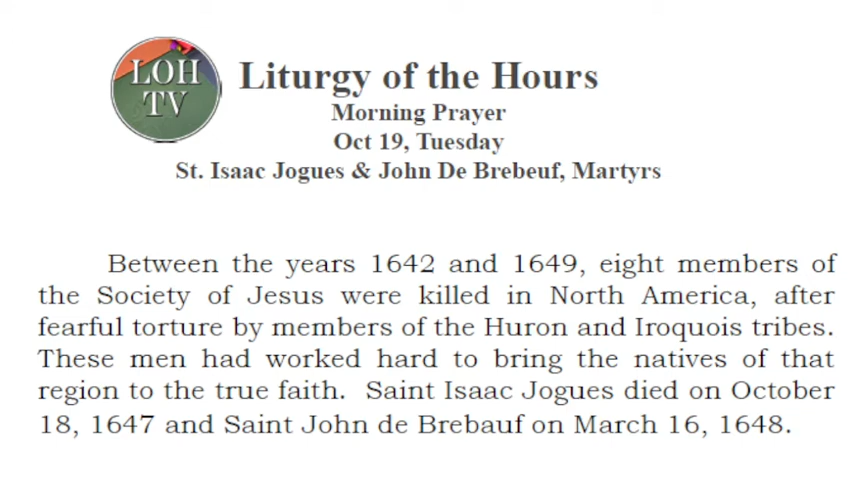 LOH
TV
Liturgy of the Hours
Morning Prayer
Oct 19, Tuesday
St. Isaac Jogues & John De Brebeuf, Martyrs
Between the years 1642 and 1649, eight members of
the Society of Jesus were killed in North America, after
fearful torture by members of the Huron and Iroquois tribes.
These men had worked hard to bring the natives of that
region to the true faith. Saint Isaac Jogues died on October
18, 1647 and Saint John de Brebauf on March 16, 1648.